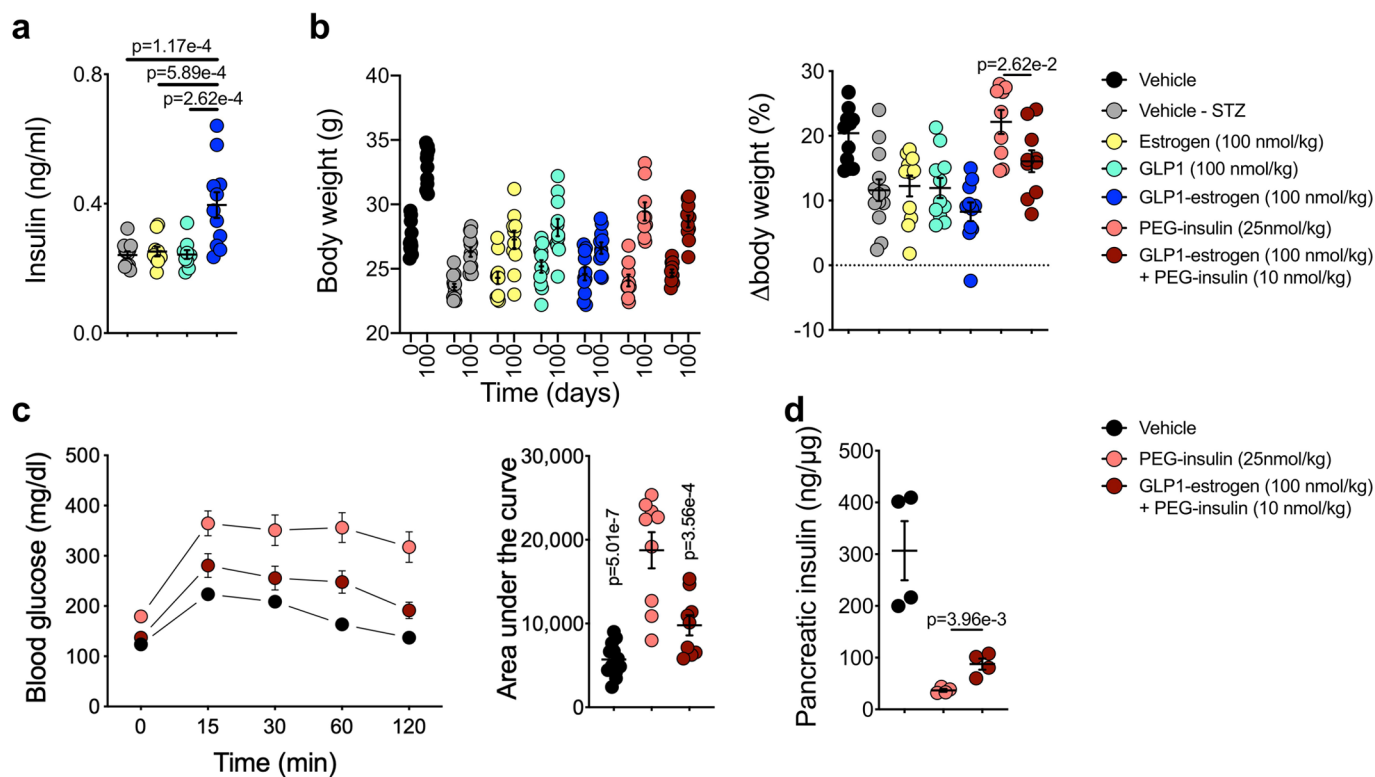 a
p=1.17e-4
p=5.89e-4
p=2.62e-4
Insulin (ng/ml)
0.8
0.4
0.0
b
Body weight (g)
40
35
30
25
20
0 100 0 100 0 100 0 100 0 100 0 100 0 100
Time (days)
Δbody weight (%)
30
20
10
0
-10
p=2.62e-2
Vehicle
Vehicle - STZ
Estrogen (100 nmol/kg)
GLP1 (100 nmol/kg)
GLP1-estrogen (100 nmol/kg)
PEG-insulin (25nmol/kg)
GLP1-estrogen (100 nmol/kg)
+ PEG-insulin (10 nmol/kg)
c
Blood glucose (mg/dl)
500
400
300
200
100
0
0 15 30 60 120
Time (min)
Area under the curve
30,000
20,000
10,000
0
p=5.01e-7
p=3.56e-4
d
Pancreatic insulin (ng/μg)
500
400
300
200
100
0
p=3.96e-3
Vehicle
PEG-insulin (25nmol/kg)
GLP1-estrogen (100 nmol/kg)
+ PEG-insulin (10 nmol/kg)